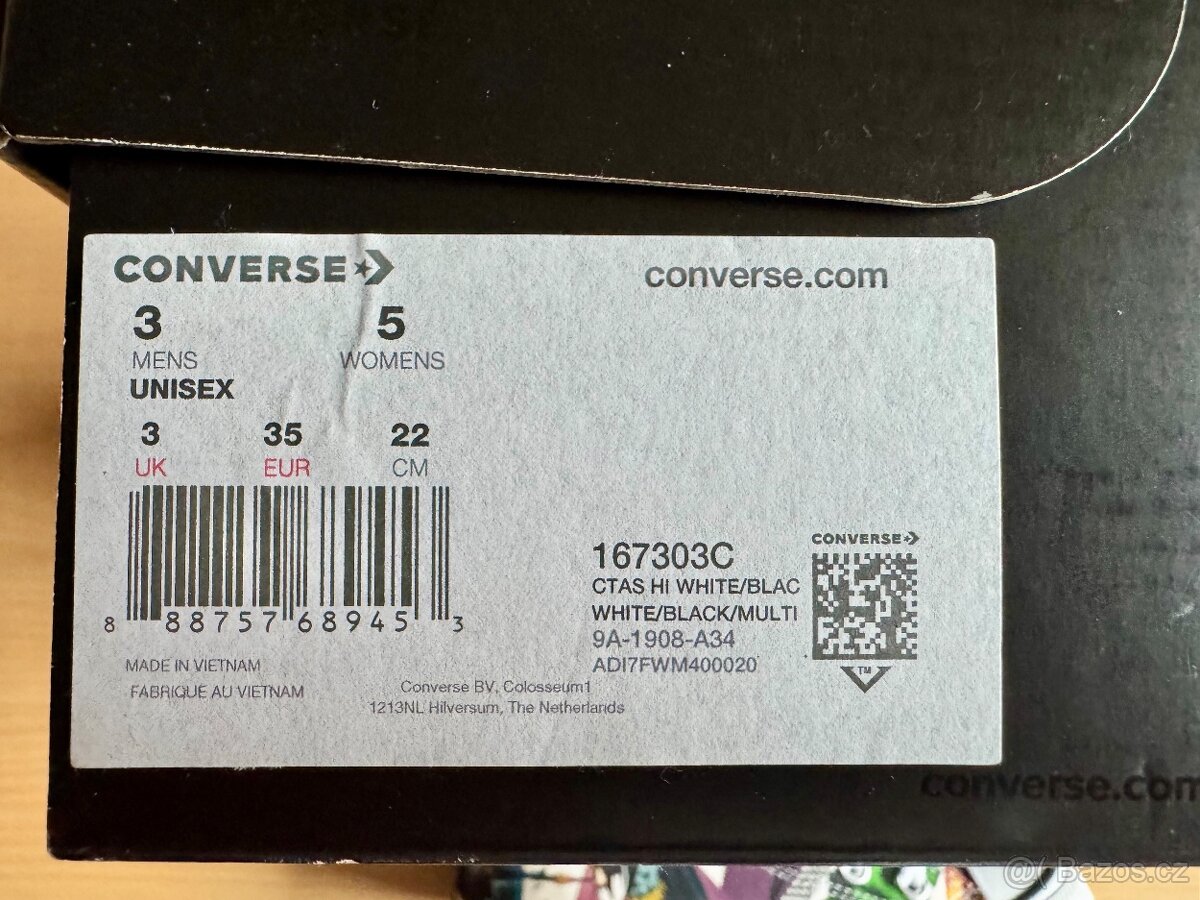 CONVERSE
converse.com
3 5
MENS WOMENS
UNISEX
3 35 22
UK EUR CM
8 88757 68945 3
167303C
CTAS HI WHITE/BLAC
WHITE/BLACK/MULTI
9A-1908-A34
ADI7FWM400020
CONVERSE
TM
MADE IN VIETNAM
FABRIQUE AU VIETNAM
Converse BV, Colosseum1
1213NL Hilversum, The Netherlands
converse.com
Bazos.cz